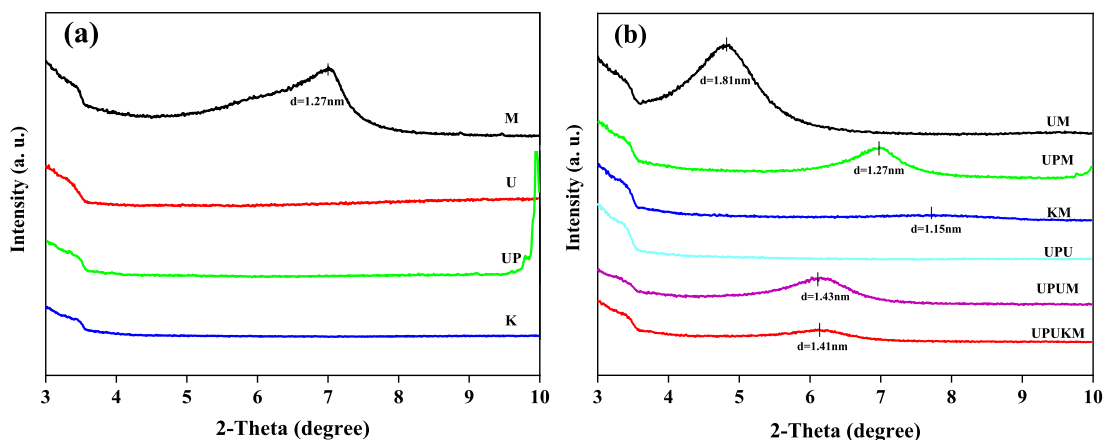 (a)
Intensity (a. u.)
d=1.27nm
M
U
UP
K
3 4 5 6 7 8 9 10
2-Theta (degree)
(b)
Intensity (a. u.)
d=1.81nm
UM
UPM
d=1.27nm
KM
d=1.15nm
UPU
d=1.43nm
UPUM
UPUKM
d=1.41nm
3 4 5 6 7 8 9 10
2-Theta (degree)